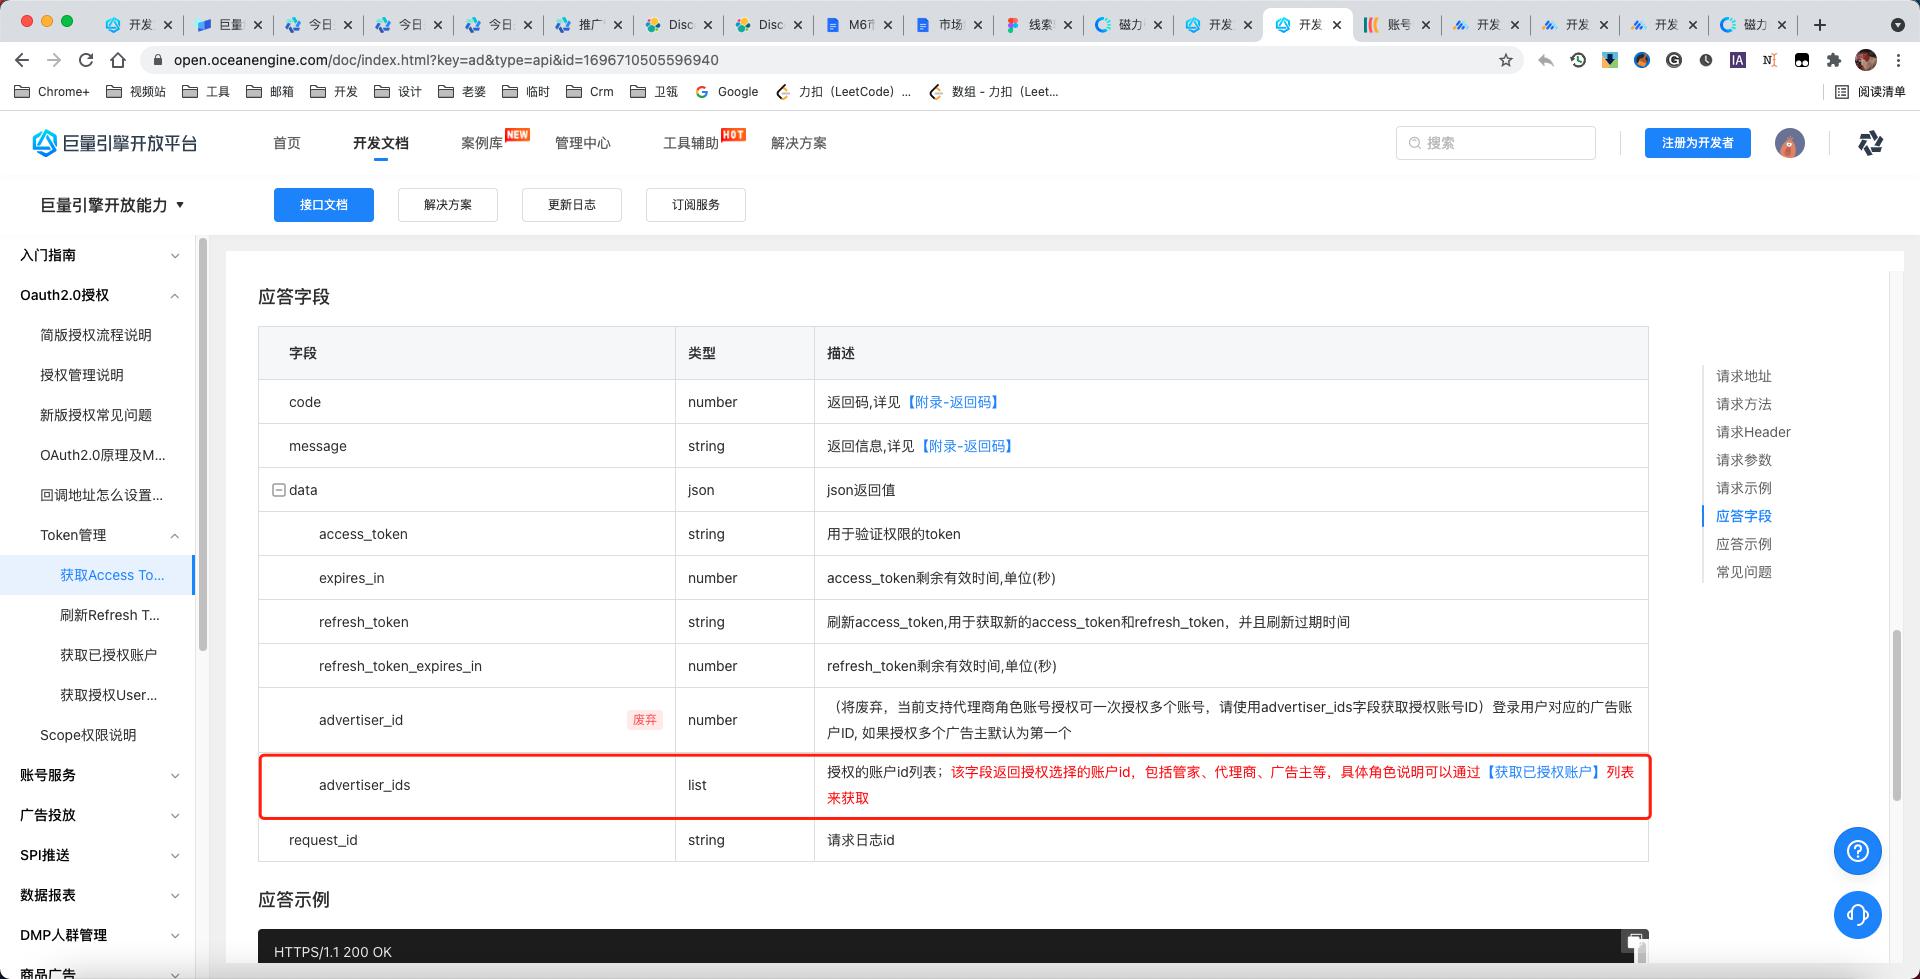 开发
巨量
今日
今日
今日
推广
Disc
Disc
M6
市场
线索
磁力
开发
开发
账号
开发
开发
开发
磁力
open.oceanengine.com/doc/index.html?key=ad&type=api&id=1696710505596940
Chrome+
视频站
工具
邮箱
开发
设计
老婆
临时
Crm
卫瓴
Google
力扣（LeetCode）...
数组 - 力扣（Leet...
阅读清单
巨量引擎开放平台
首页
开发文档
案例库
NEW
管理中心
工具辅助
HOT
解决方案
搜索
注册为开发者
巨量引擎开放能力
接口文档
解决方案
更新日志
订阅服务
入门指南
Oauth2.0授权
简版授权流程说明
授权管理说明
新版授权常见问题
OAuth2.0原理及M...
回调地址怎么设置...
Token管理
获取Access To...
刷新Refresh T...
获取已授权账户
获取授权User...
Scope权限说明
账号服务
广告投放
SPI推送
数据报表
DMP人群管理
商品广告
应答字段
字段 类型 描述
code number 返回码,详见【附录-返回码】
message string 返回信息,详见【附录-返回码】
data json json返回值
access_token string 用于验证权限的token
expires_in number access_token剩余有效时间,单位(秒)
refresh_token string 刷新access_token,用于获取新的access_token和refresh_token，并且刷新过期时间
refresh_token_expires_in number refresh_token剩余有效时间,单位(秒)
advertiser_id 废弃 number （将废弃，当前支持代理商角色账号授权可一次授权多个账号，请使用advertiser_ids字段获取授权账号ID）登录用户对应的广告账
户ID, 如果授权多个广告主默认为第一个
advertiser_ids list 授权的账户id列表；该字段返回授权选择的账户id，包括管家、代理商、广告主等，具体角色说明可以通过【获取已授权账户】列表
来获取
request_id string 请求日志id
应答示例
HTTPS/1.1 200 OK
请求地址
请求方法
请求Header
请求参数
请求示例
应答字段
应答示例
常见问题